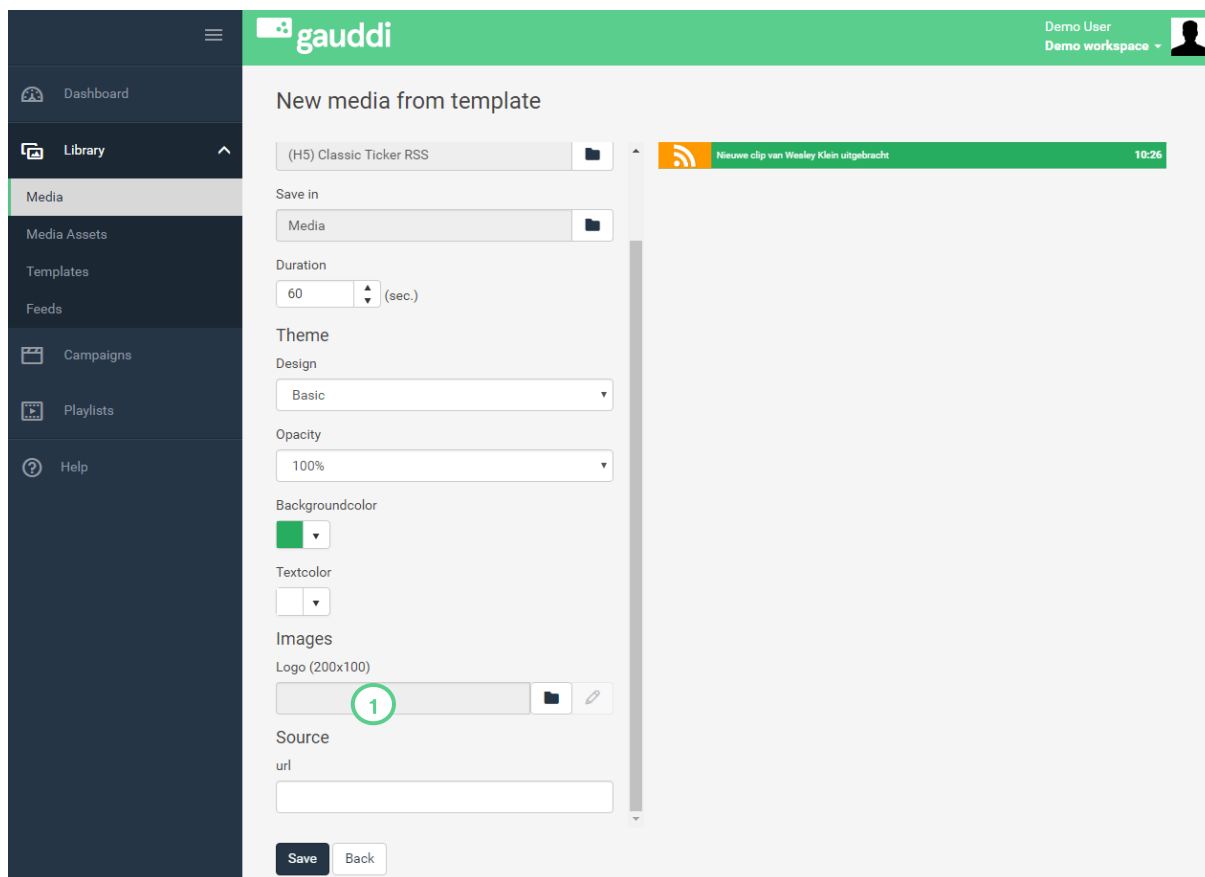 gauddi
Demo User
Demo workspace
Dashboard
Library
Media
Media Assets
Templates
Feeds
Campaigns
Playlists
Help
New media from template
(H5) Classic Ticker RSS
Save in
Media
Duration
60 (sec.)
Theme
Design
Basic
Opacity
100%
Backgroundcolor
Textcolor
Images
Logo (200x100)
1
Source
url
Save Back
Nieuwe clip van Wesley Klein uitgebracht 10:26